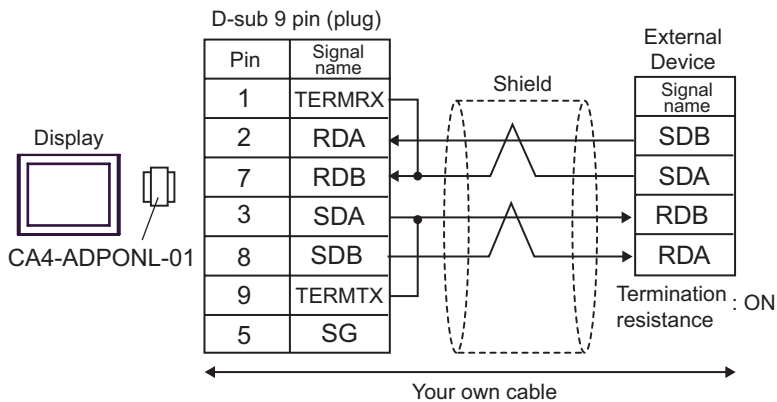 D-sub 9 pin (plug)
Pin
Signal
name
1
TERMRX
2
RDA
7
RDB
3
SDA
8
SDB
9
TERMTX
5
SG
Display
CA4-ADPONL-01
Shield
External
Device
Signal
name
SDB
SDA
RDB
RDA
Termination : ON
resistance
Your own cable